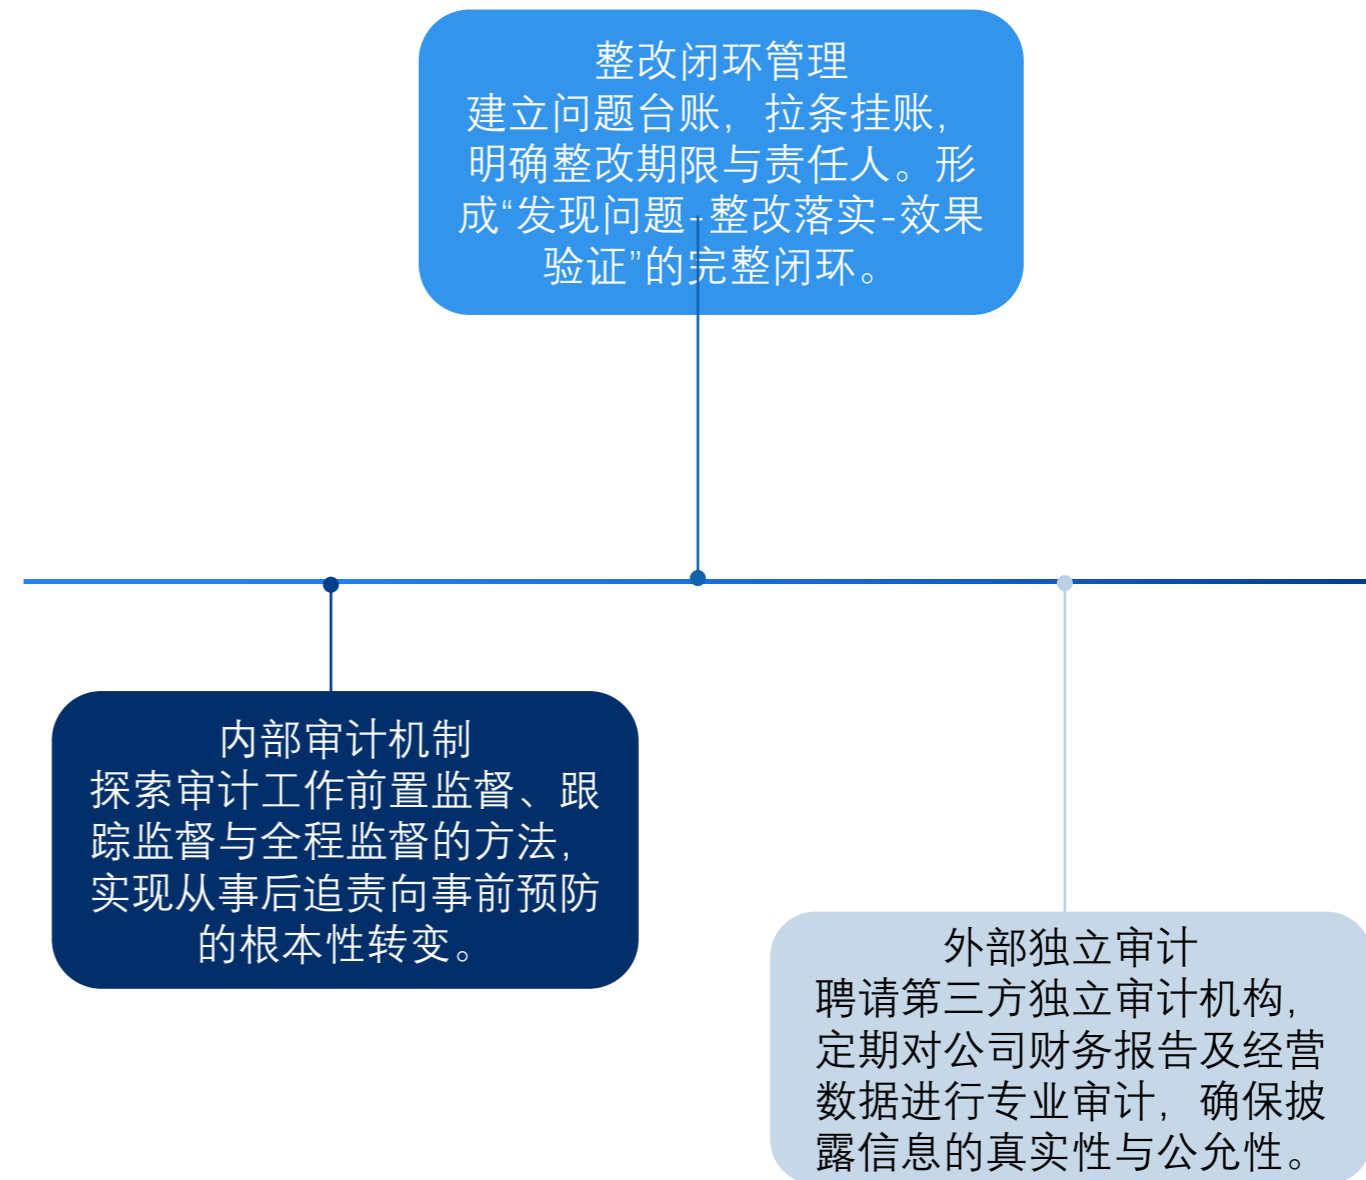 整改闭环管理
建立问题台账，拉条挂账，
明确整改期限与责任人。形
成“发现问题-整改落实-效果
验证”的完整闭环。
内部审计机制
探索审计工作前置监督、跟
踪监督与全程监督的方法，
实现从事后追责向事前预防
的根本性转变。
外部独立审计
聘请第三方独立审计机构，
定期对公司财务报告及经营
数据进行专业审计，确保披
露信息的真实性与公允性。